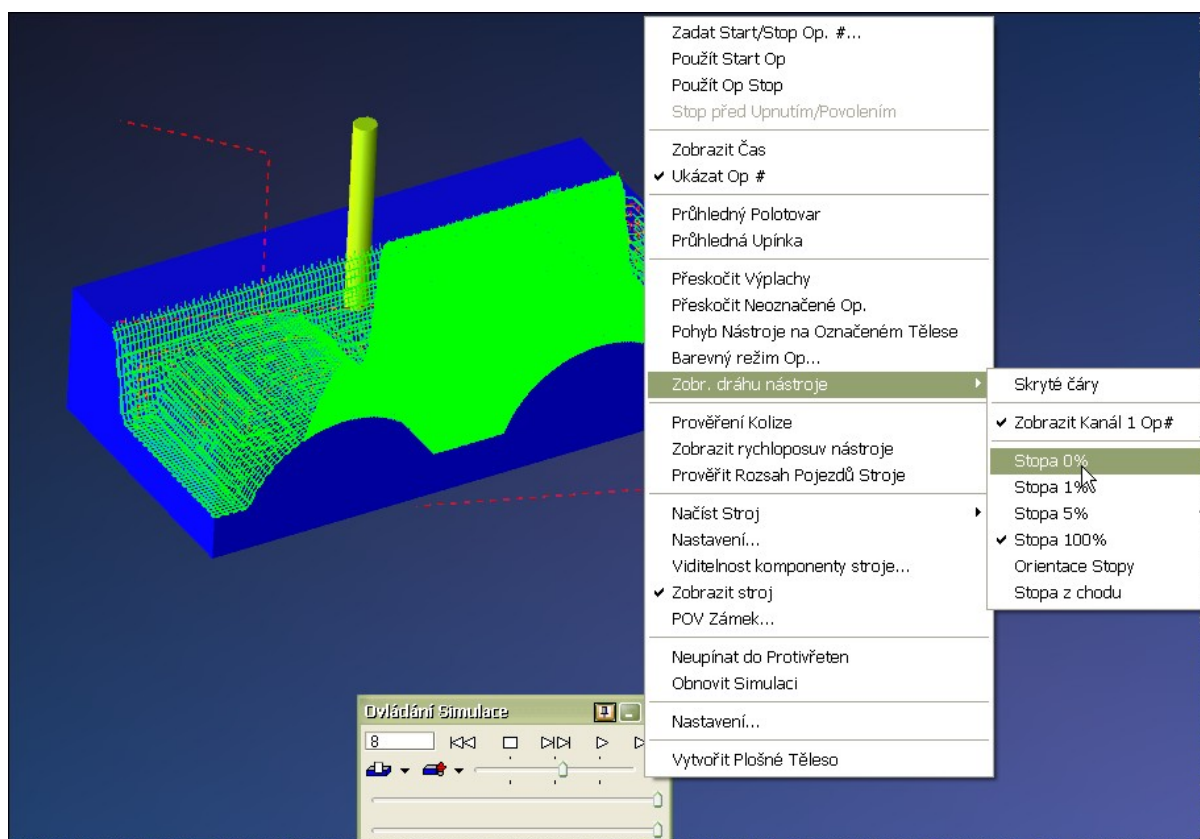 Zadat Start/Stop Op. #...
Použít Start Op
Použít Op Stop
Stop před Upnutím/Povolením
Zobrazit Čas
Ukázat Op #
Průhledný Polotovar
Průhledná Upínka
Přeskočit Výplachy
Přeskočit Neoznačené Op.
Pohyb Nástroje na Označeném Tělese
Barevný režim Op...
Zobr. dráhu nástroje
Prověření Kolize
Zobrazit rychloposuv nástroje
Prověřit Rozsah Pojezdů Stroje
Načíst Stroj
Nastavení...
Viditelnost komponenty stroje...
Zobrazit stroj
POV Zámek...
Neupínat do Protivřeten
Obnovit Simulaci
Nastavení...
Vytvořit Plošné Těleso
Skryté čáry
Zobrazit Kanál 1 Op#
Stopa 0%
Stopa 1%
Stopa 5%
Stopa 100%
Orientace Stopy
Stopa z chodu
Ovládání Simulace
8